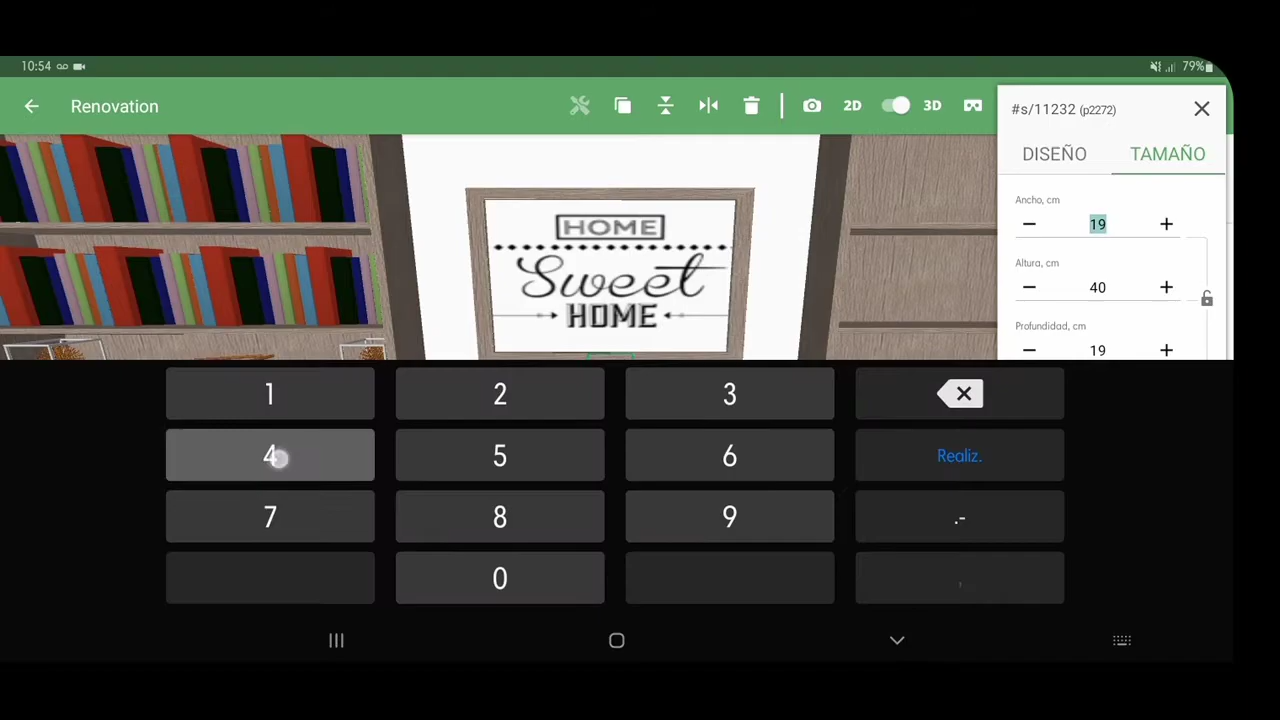 10:54
79%
Renovation
2D
3D
#s/11232 (p2272)
DISEÑO
TAMAÑO
Ancho, cm
− 19 +
Altura, cm
− 40 +
Profundidad, cm
− 19 +
HOME
Sweet
HOME
1 2 3
4 5 6 Realiz.
7 8 9 .-
0 ,